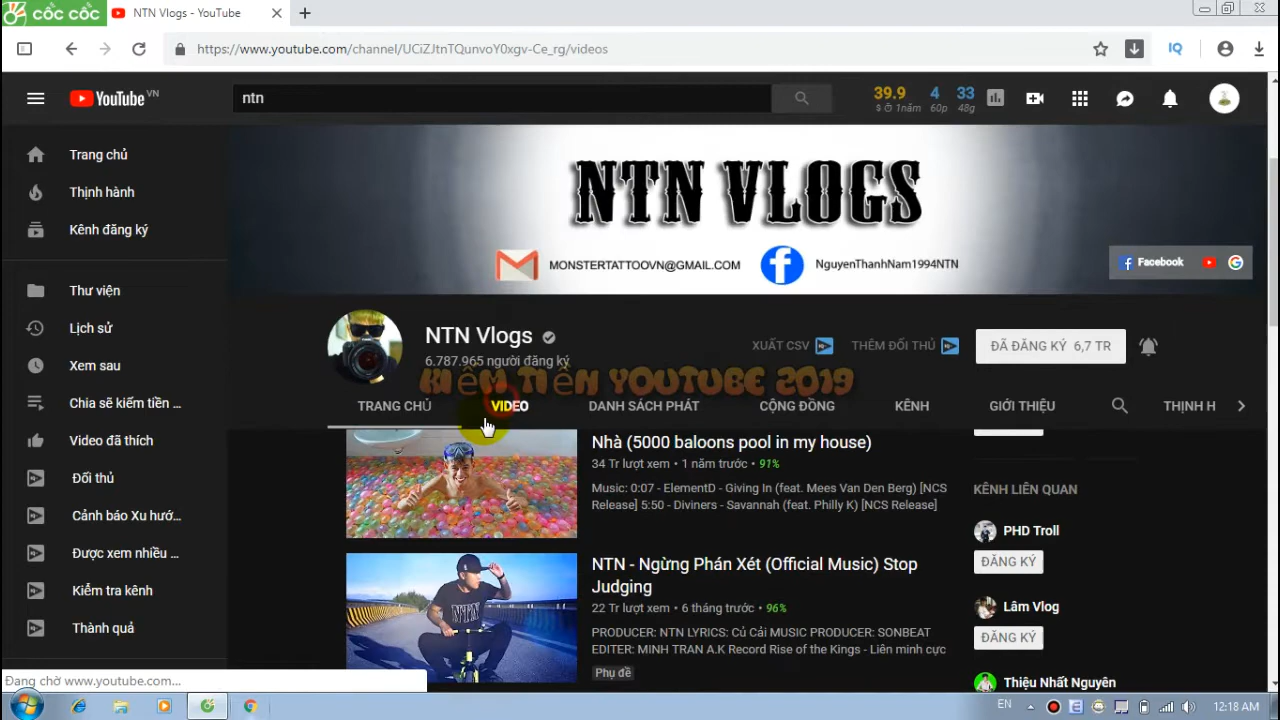 cốc cốc
NTN Vlogs - YouTube
https://www.youtube.com/channel/UCiZJtnTQunvoY0xgv-Ce_rg/videos
YouTube VN
ntn
39.9 4 33
$ 1năm 60p 48g
Trang chủ
Thịnh hành
Kênh đăng ký
Thư viện
Lịch sử
Xem sau
Chia sẽ kiếm tiền ...
Video đã thích
Đối thủ
Cảnh báo Xu hướ...
Được xem nhiều ...
Kiểm tra kênh
Thành quả
NTN VLOGS
MONSTERTATTOOVN@GMAIL.COM
NguyenThanhNam1994NTN
Facebook
NTN Vlogs
6.787.965 người đăng ký
XUẤT CSV
THÊM ĐỐI THỦ
ĐÃ ĐĂNG KÝ 6,7 TR
KIẾM TIỀN YOUTUBE 2019
TRANG CHỦ VIDEO DANH SÁCH PHÁT CỘNG ĐỒNG KÊNH GIỚI THIỆU THỊNH H
Nhà (5000 baloons pool in my house)
34 Tr lượt xem • 1 năm trước • 91%
Music: 0:07 - ElementD - Giving In (feat. Mees Van Den Berg) [NCS
Release] 5:50 - Diviners - Savannah (feat. Philly K) [NCS Release]
NTN - Ngừng Phán Xét (Official Music) Stop
Judging
22 Tr lượt xem • 6 tháng trước • 96%
PRODUCER: NTN LYRICS: Củ Cải MUSIC PRODUCER: SONBEAT
EDITER: MINH TRAN A.K Record Rise of the Kings - Liên minh cực
Phụ đề
NTN
KÊNH LIÊN QUAN
PHD Troll
ĐĂNG KÝ
Lâm Vlog
ĐĂNG KÝ
Thiệu Nhất Nguyên
Đang chờ www.youtube.com...
EN
12:18 AM